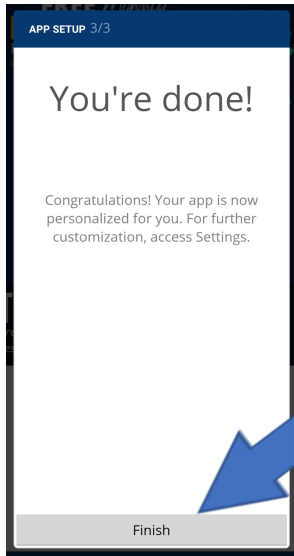 FREE
APP SETUP 3/3
You're done!
Congratulations! Your app is now
personalized for you. For further
customization, access Settings.
Finish